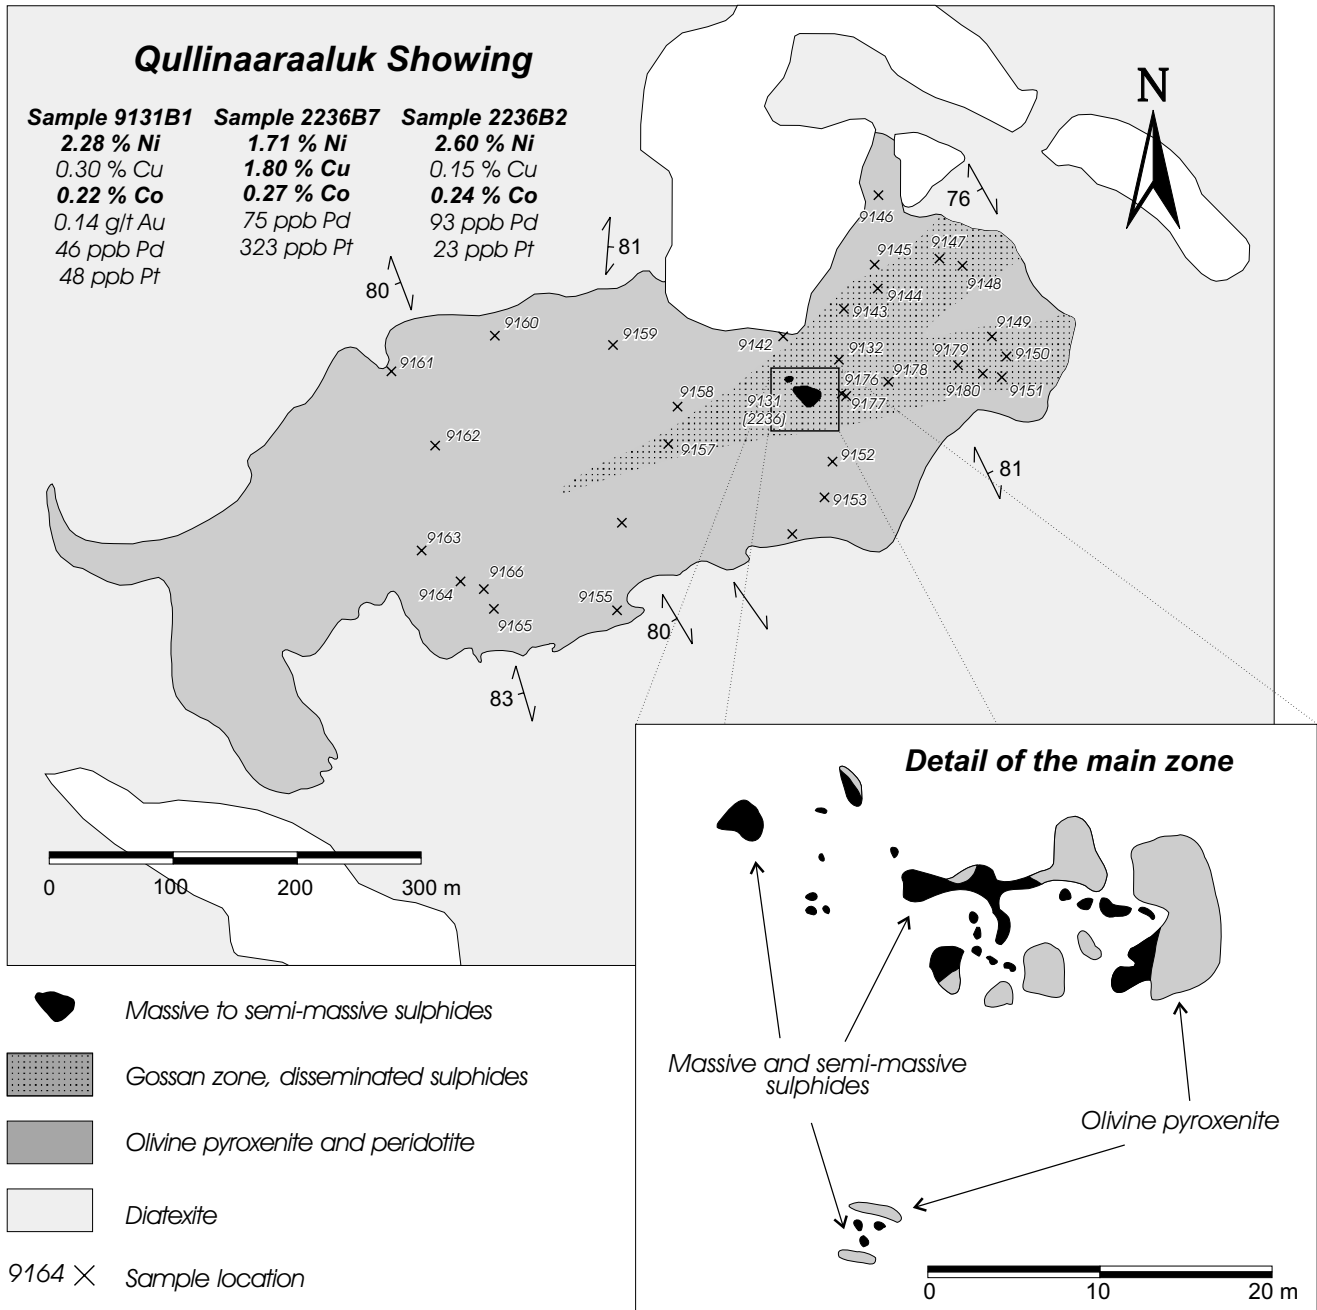 Qullinaaraaluk Showing
Sample 9131B1
2.28 % Ni
0.30 % Cu
0.22 % Co
0.14 g/t Au
46 ppb Pd
48 ppb Pt
Sample 2236B7
1.71 % Ni
1.80 % Cu
0.27 % Co
75 ppb Pd
323 ppb Pt
Sample 2236B2
2.60 % Ni
0.15 % Cu
0.24 % Co
93 ppb Pd
23 ppb Pt
N
76
81
80
9146
9145
9147
9148
9144
9143
9142
9132
9149
9150
9151
9179
9180
9178
9176
9177
9131
(2236)
9160
9159
9161
9158
9162
9157
9152
9153
81
9163
9166
9164
9165
9155
80
83
0
100
200
300 m
Detail of the main zone
Massive and semi-massive
sulphides
Olivine pyroxenite
0
10
20 m
Massive to semi-massive sulphides
Gossan zone, disseminated sulphides
Olivine pyroxenite and peridotite
Diatexite
9164
Sample location